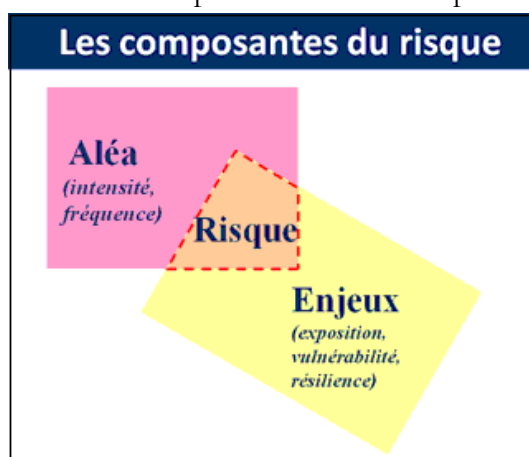 Les composantes du risque
Aléa
(intensité,
fréquence)
Risque
Enjeux
(exposition,
vulnérabilité,
résilience)